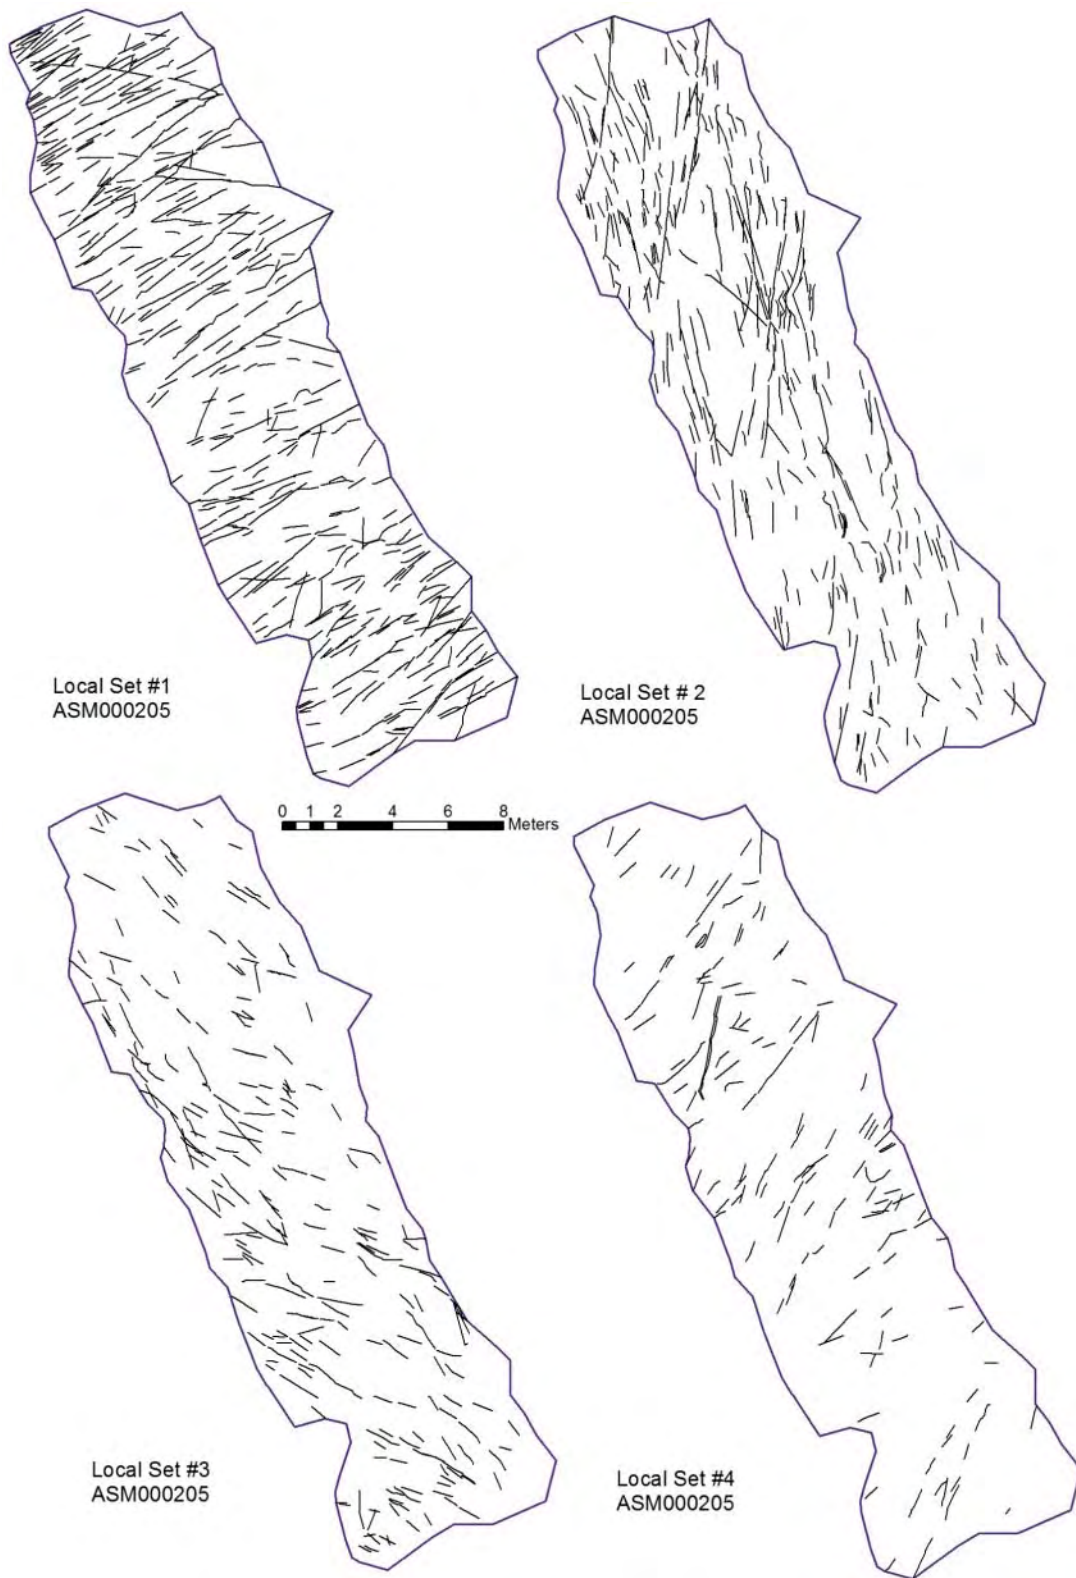 Local Set #1
ASM000205
Local Set # 2
ASM000205
0 1 2 4 6 8
Meters
Local Set #3
ASM000205
Local Set #4
ASM000205